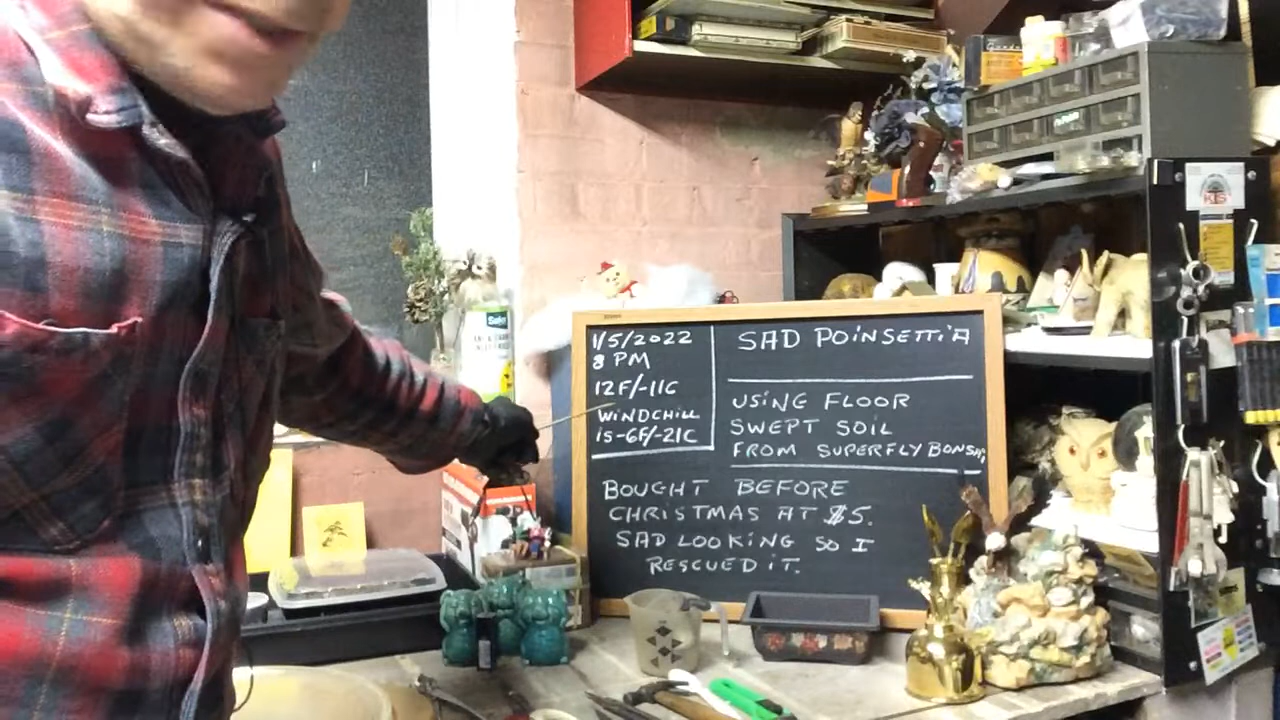 1/5/2022
8 PM
12F/-11C
WINDCHILL
IS-6F/-21C
SAD POINSETTIA
USING FLOOR
SWEPT SOIL
FROM SUPERFLY BONSAI
BOUGHT BEFORE
CHRISTMAS AT $5.
SAD LOOKING SO I
RESCUED IT.